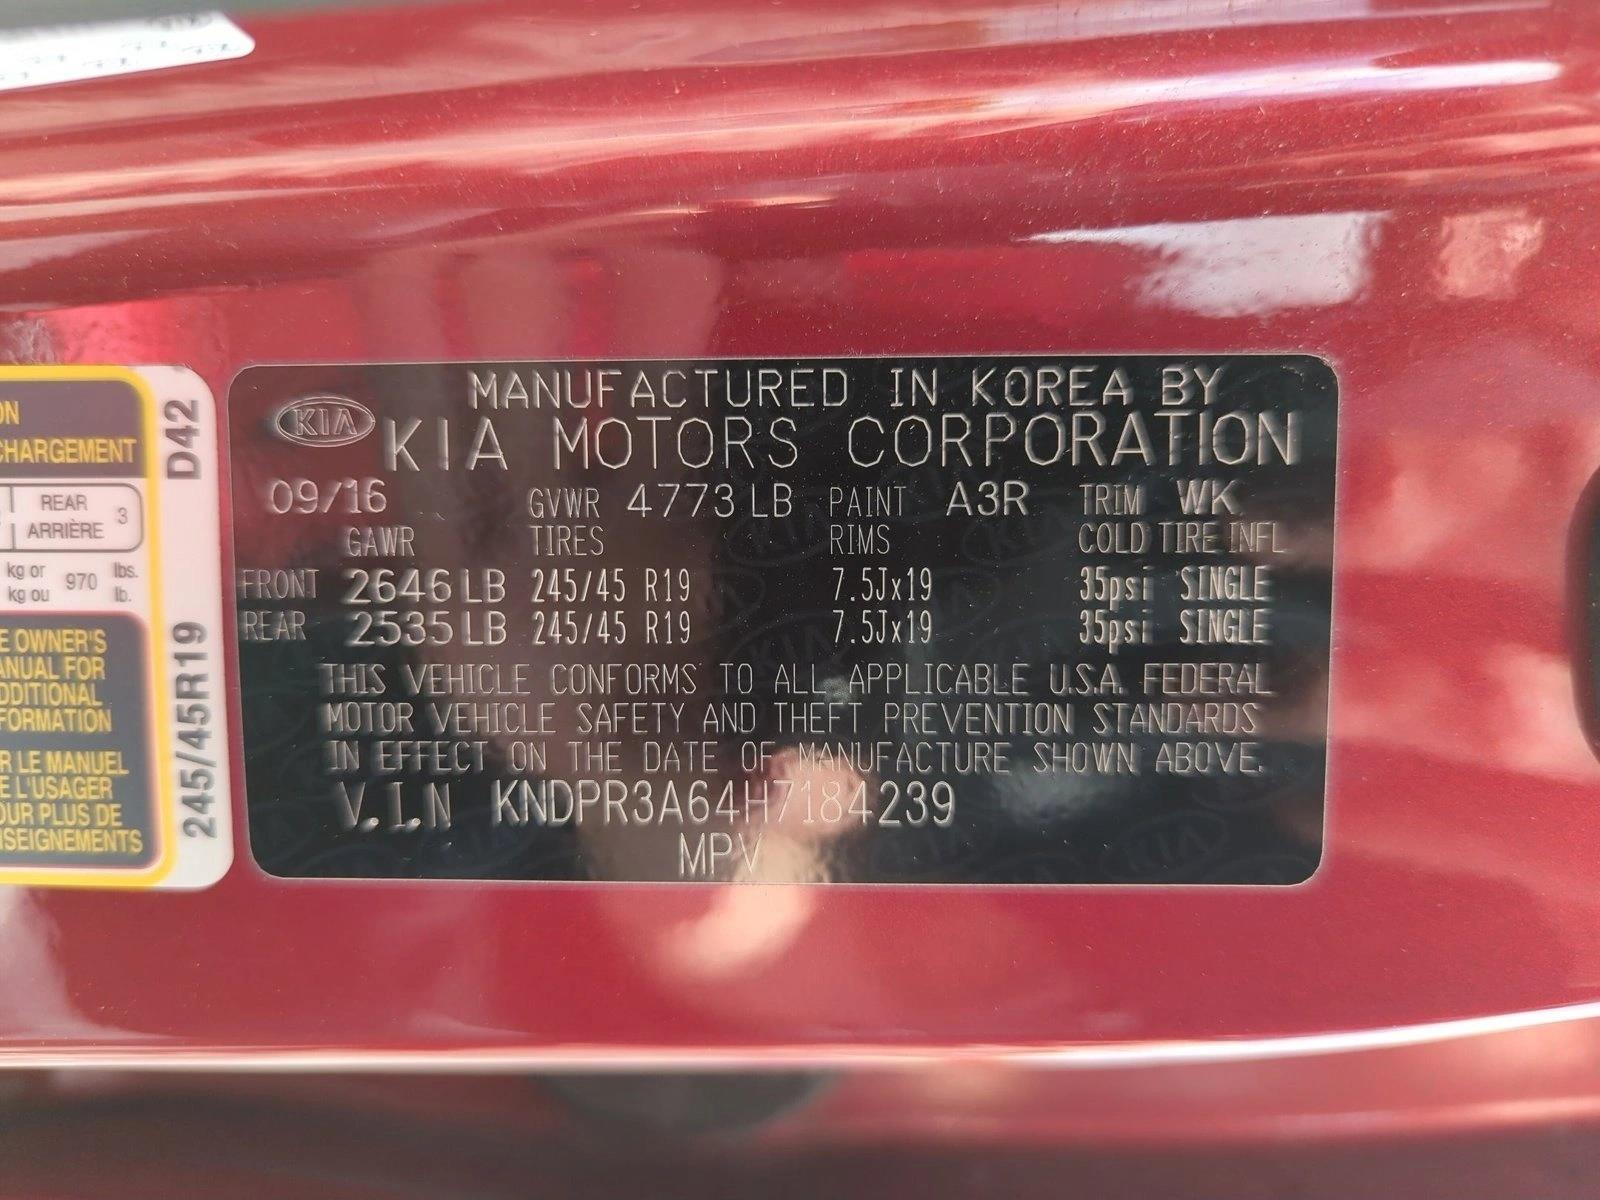 ON
CHARGEMENT
REAR
ARRIÈRE 3
kg or
kg ou 970 lbs.
lb.
E OWNER'S
ANUAL FOR
DDITIONAL
FORMATION
R LE MANUEL
E L'USAGER
OUR PLUS DE
NSEIGNEMENTS
245/45R19 D42
KIA
MANUFACTURED IN KOREA BY
KIA MOTORS CORPORATION
09/16 GVWR 4773 LB PAINT A3R TRIM WK
GAWR TIRES RIMS COLD TIRE INFL
FRONT 2646 LB 245/45 R19 7.5Jx19 35psi SINGLE
REAR 2535 LB 245/45 R19 7.5Jx19 35psi SINGLE
THIS VEHICLE CONFORMS TO ALL APPLICABLE U.S.A. FEDERAL
MOTOR VEHICLE SAFETY AND THEFT PREVENTION STANDARDS
IN EFFECT ON THE DATE OF MANUFACTURE SHOWN ABOVE.
V.I.N KNDPR3A64H7184239
MPV